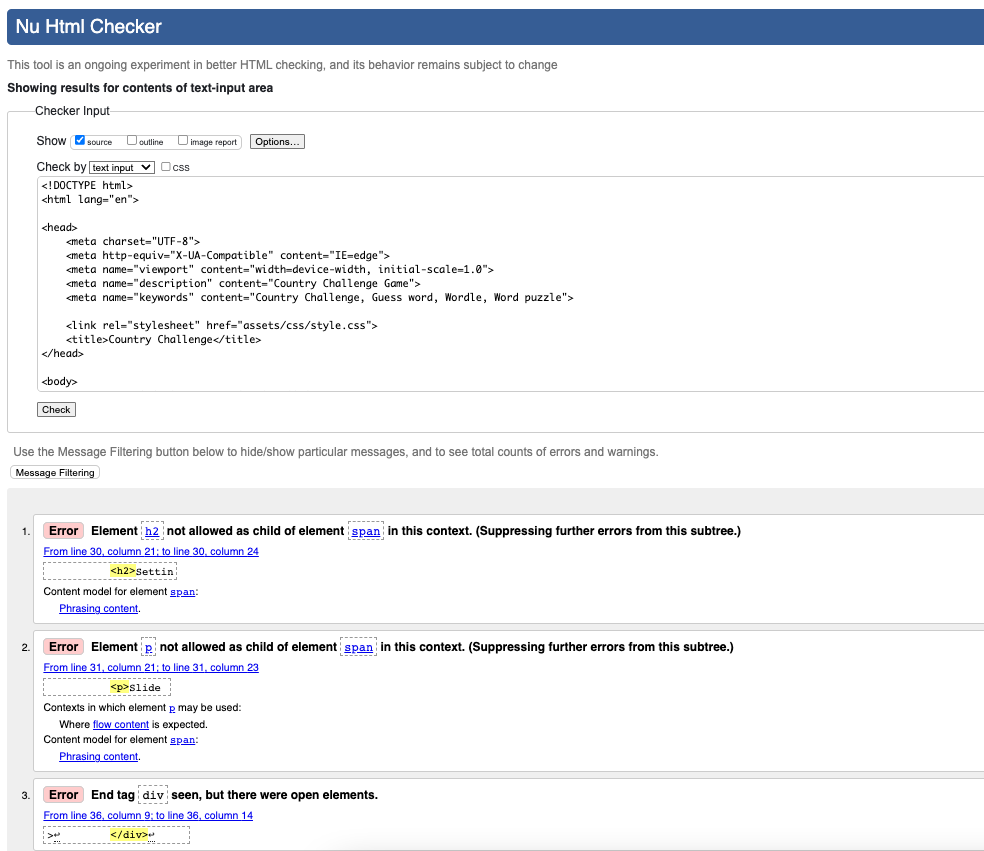 Nu Html Checker
This tool is an ongoing experiment in better HTML checking, and its behavior remains subject to change
Showing results for contents of text-input area
Checker Input
Show source outline image report Options...
Check by text input CSS
<!DOCTYPE html>
<html lang="en">
<head>
<meta charset="UTF-8">
<meta http-equiv="X-UA-Compatible" content="IE=edge">
<meta name="viewport" content="width=device-width, initial-scale=1.0">
<meta name="description" content="Country Challenge Game">
<meta name="keywords" content="Country Challenge, Guess word, Wordle, Word puzzle">
<link rel="stylesheet" href="assets/css/style.css">
<title>Country Challenge</title>
</head>
<body>
Check
Use the Message Filtering button below to hide/show particular messages, and to see total counts of errors and warnings.
Message Filtering
1. Error Element h2 not allowed as child of element span in this context. (Suppressing further errors from this subtree.)
From line 30, column 21; to line 30, column 24
<h2>Settin
Content model for element span:
Phrasing content.
2. Error Element p not allowed as child of element span in this context. (Suppressing further errors from this subtree.)
From line 31, column 21; to line 31, column 23
<p>Slide
Contexts in which element p may be used:
Where flow content is expected.
Content model for element span:
Phrasing content.
3. Error End tag div seen, but there were open elements.
From line 36, column 9; to line 36, column 14
>↩ </div>↩